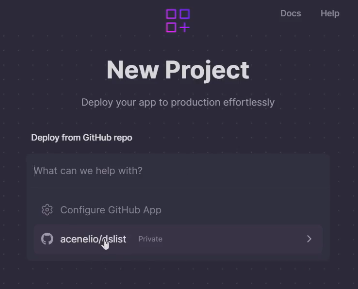 Docs Help
New Project
Deploy your app to production effortlessly
Deploy from GitHub repo
What can we help with?
Configure GitHub App
acenelio/dslist Private